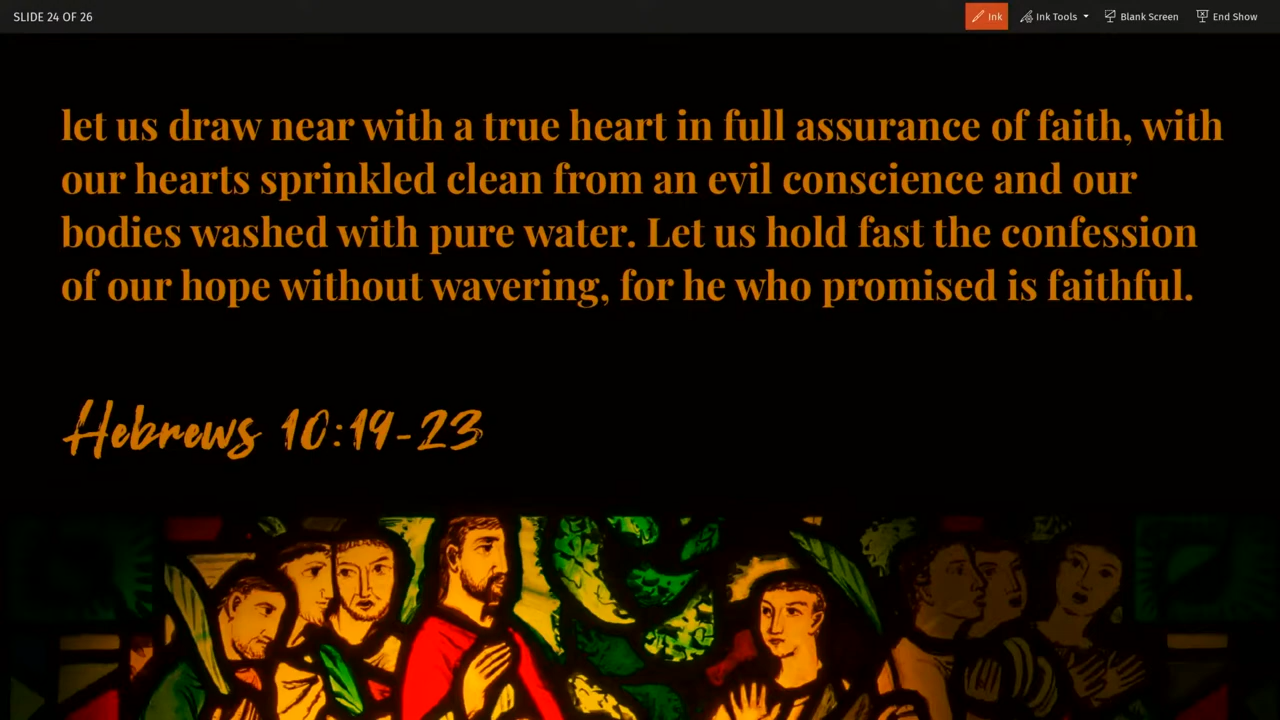 SLIDE 24 OF 26
Ink
Ink Tools
Blank Screen
End Show
let us draw near with a true heart in full assurance of faith, with
our hearts sprinkled clean from an evil conscience and our
bodies washed with pure water. Let us hold fast the confession
of our hope without wavering, for he who promised is faithful.
Hebrews 10:19-23